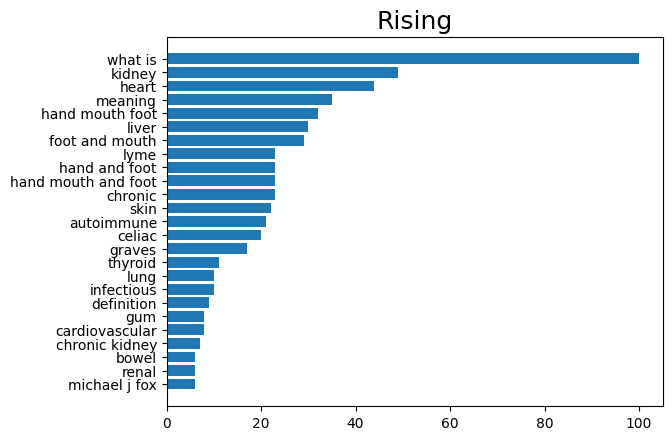 Rising
what is
kidney
heart
meaning
hand mouth foot
liver
foot and mouth
lyme
hand and foot
hand mouth and foot
chronic
skin
autoimmune
celiac
graves
thyroid
lung
infectious
definition
gum
cardiovascular
chronic kidney
bowel
renal
michael j fox
0 20 40 60 80 100